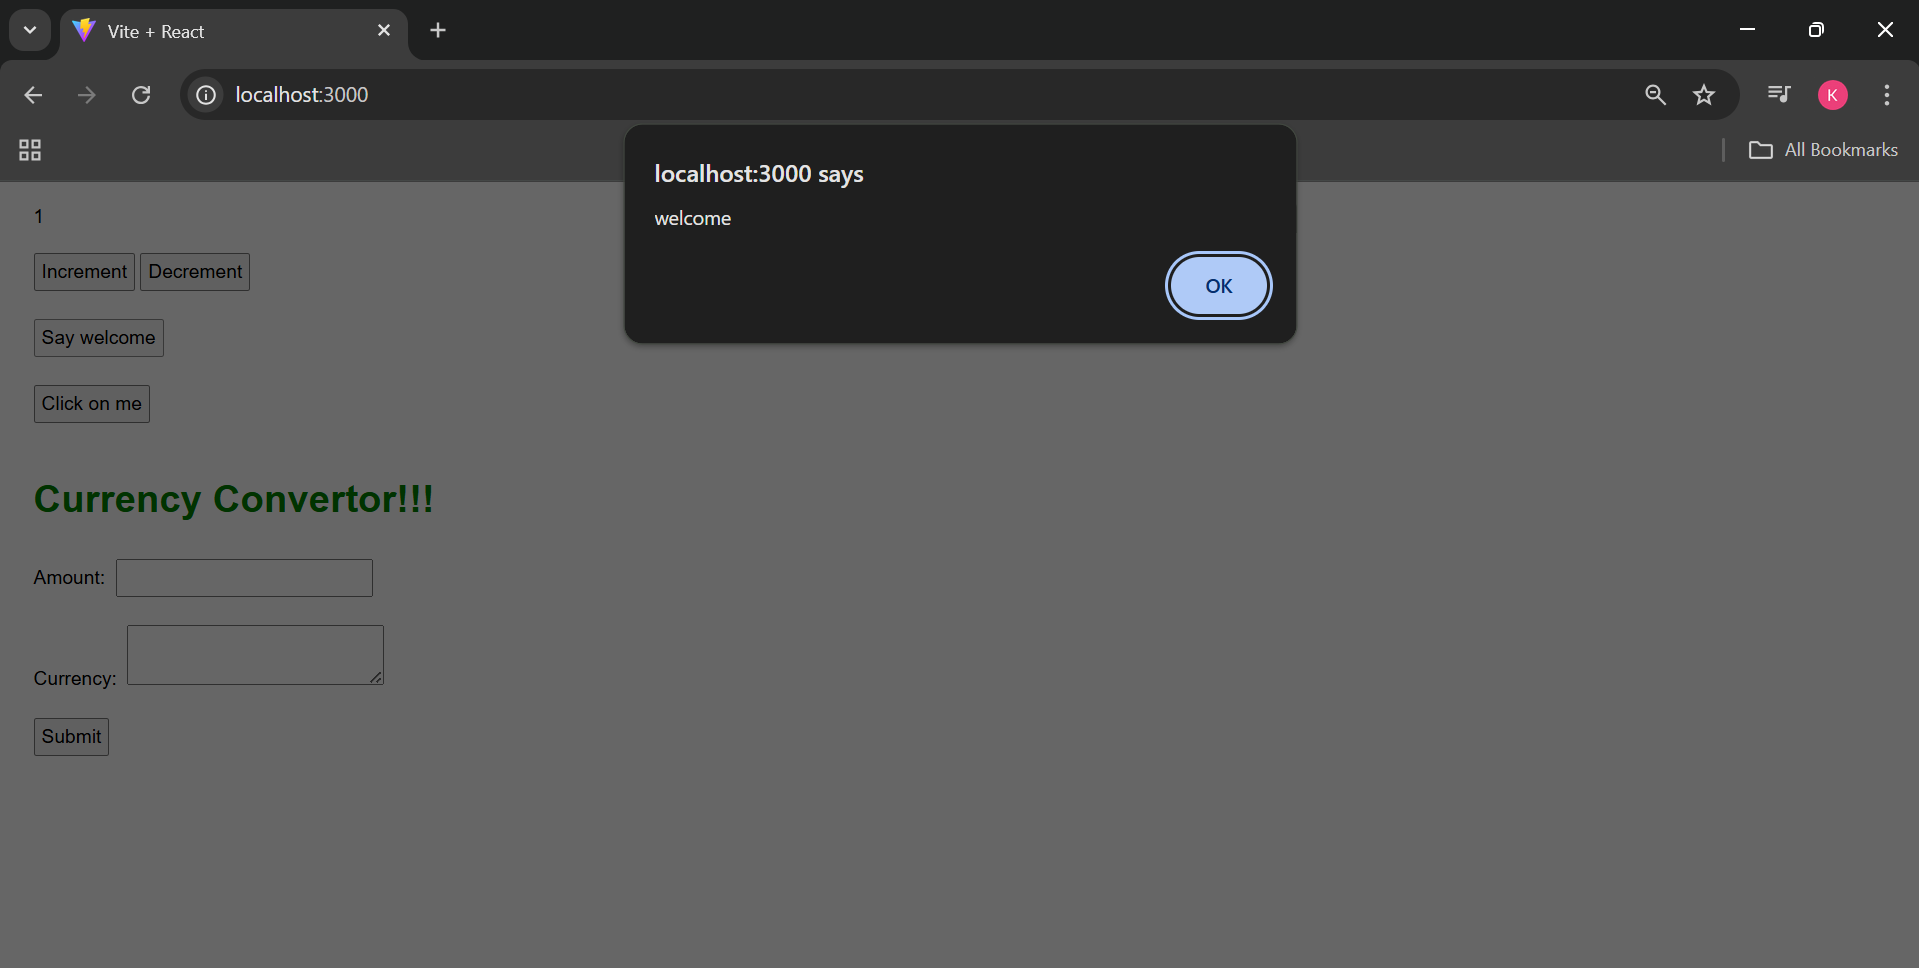 Vite + React
localhost:3000
K
All Bookmarks
localhost:3000 says
welcome
OK
1
Increment Decrement
Say welcome
Click on me
Currency Convertor!!!
Amount:
Currency:
Submit